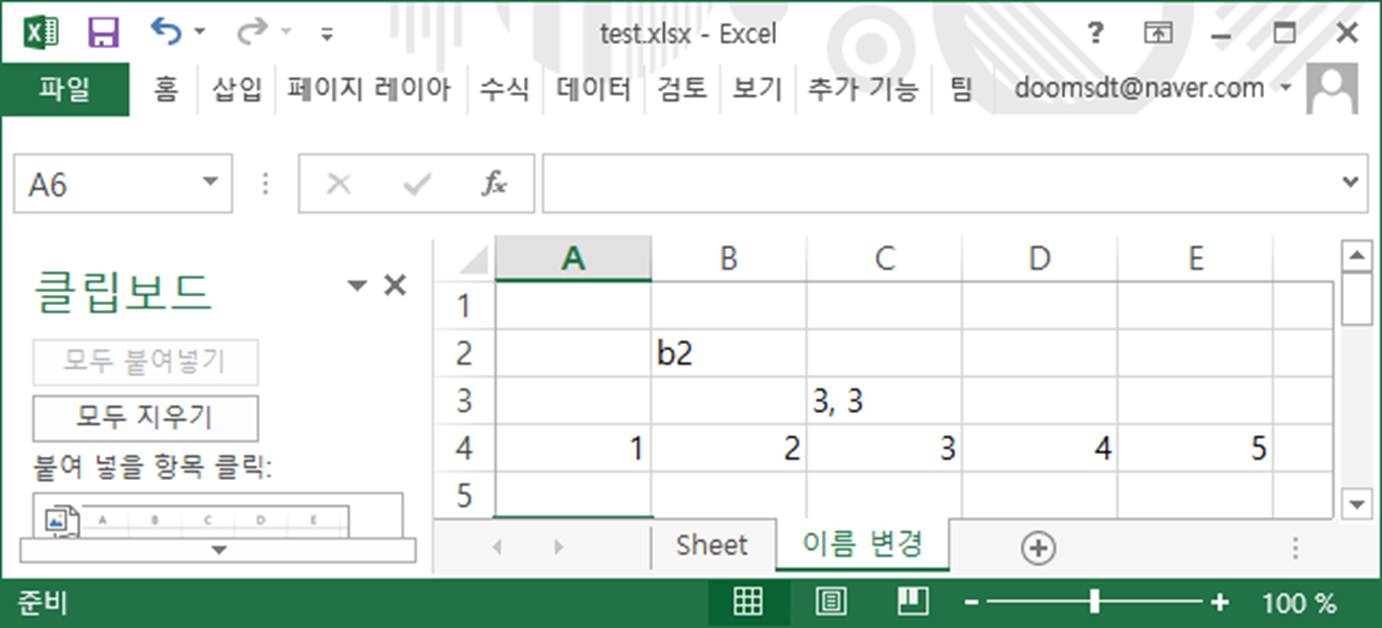 test.xlsx - Excel
?
파일 홈 삽입 페이지 레이아 수식 데이터 검토 보기 추가 기능 팀 doomsdt@naver.com
A6 fx
클립보드
모두 붙여넣기
모두 지우기
붙여 넣을 항목 클릭:
A B C D E
A B C D E
1
2 b2
3 3, 3
4 1 2 3 4 5
5
Sheet 이름 변경
준비 100 %